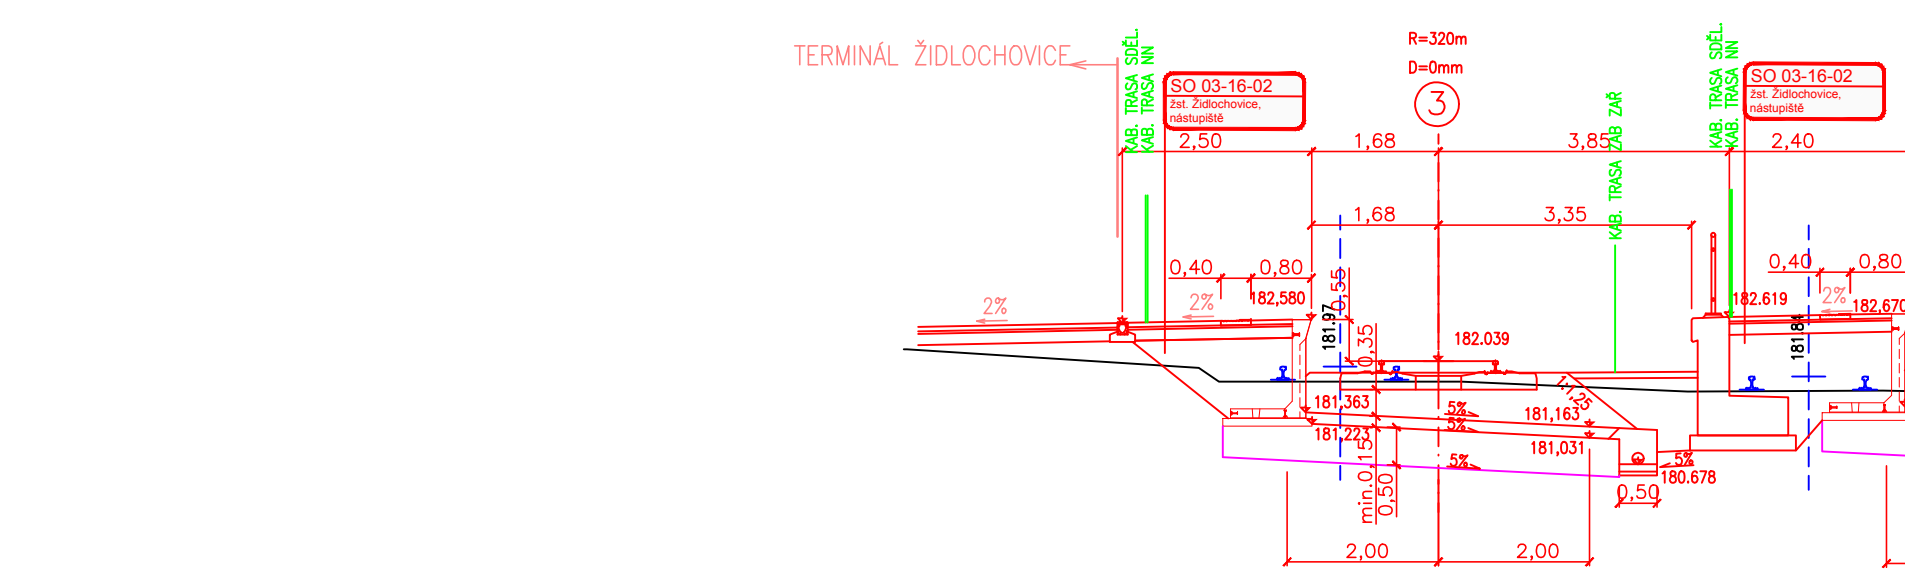 TERMINÁL ŽIDLOCHOVICE
KAB. TRASA SDĚL.
KAB. TRASA NN
SO 03-16-02
žst. Židlochovice,
nástupiště
R=320m
D=0mm
3
KAB. TRASA ZAB ZAŘ
KAB. TRASA SDĚL.
KAB. TRASA NN
SO 03-16-02
žst. Židlochovice,
nástupiště
2,50
1,68
3,85
2,40
1,68
3,35
0,40
0,80
0,55
0,40
0,80
2%
2%
182,580
181.97
182.619
2%
182,670
0,35
182.039
181.84
1:1,25
181,363
5%
181,163
181,223
5%
181,031
min.0,15
0,50
5%
5%
180.678
0,50
2,00
2,00